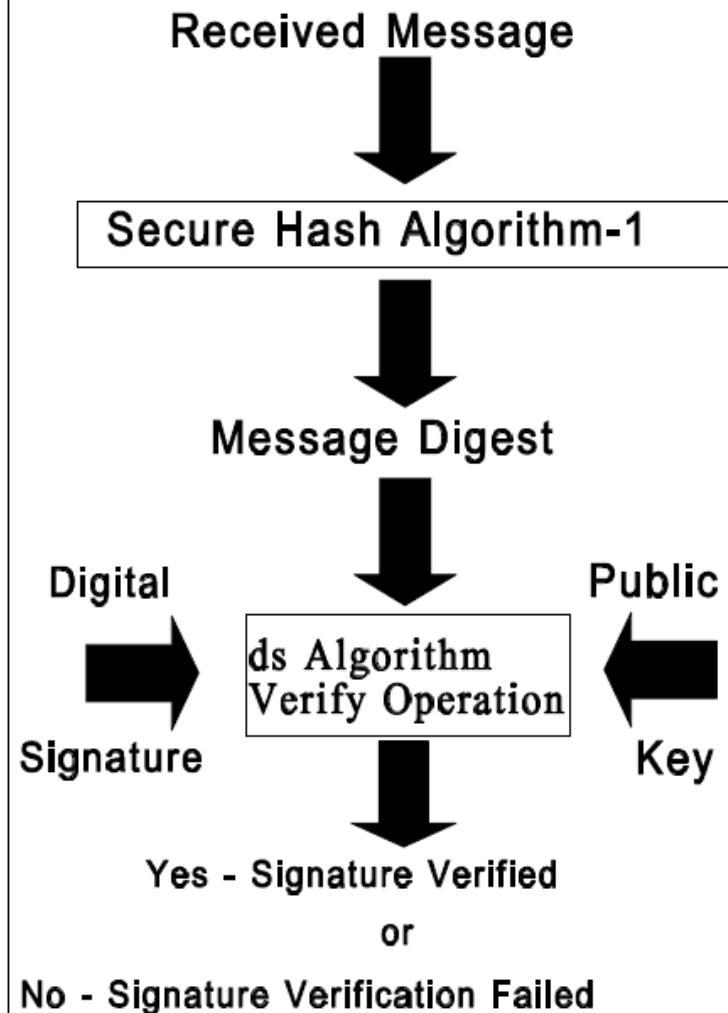 Received Message
Secure Hash Algorithm-1
Message Digest
Digital
Signature
Public
Key
ds Algorithm
Verify Operation
Yes - Signature Verified
or
No - Signature Verification Failed